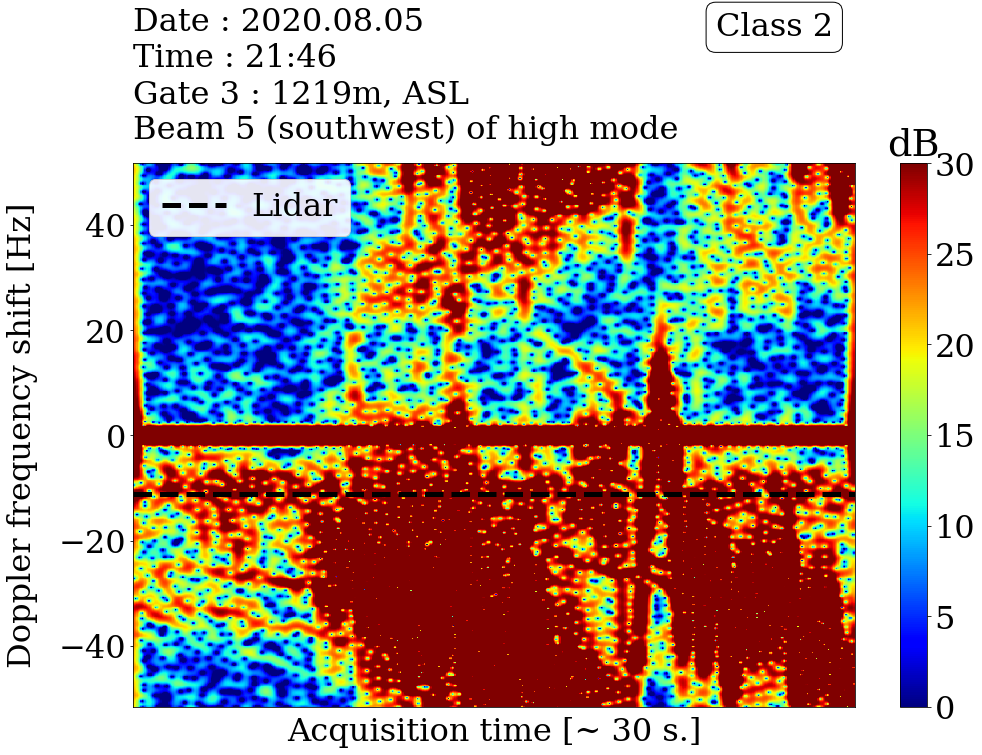 Date : 2020.08.05
Time : 21:46
Gate 3 : 1219m, ASL
Beam 5 (southwest) of high mode
Class 2
dB
Lidar
Doppler frequency shift [Hz]
40
20
0
−20
−40
30
25
20
15
10
5
0
Acquisition time [~ 30 s.]